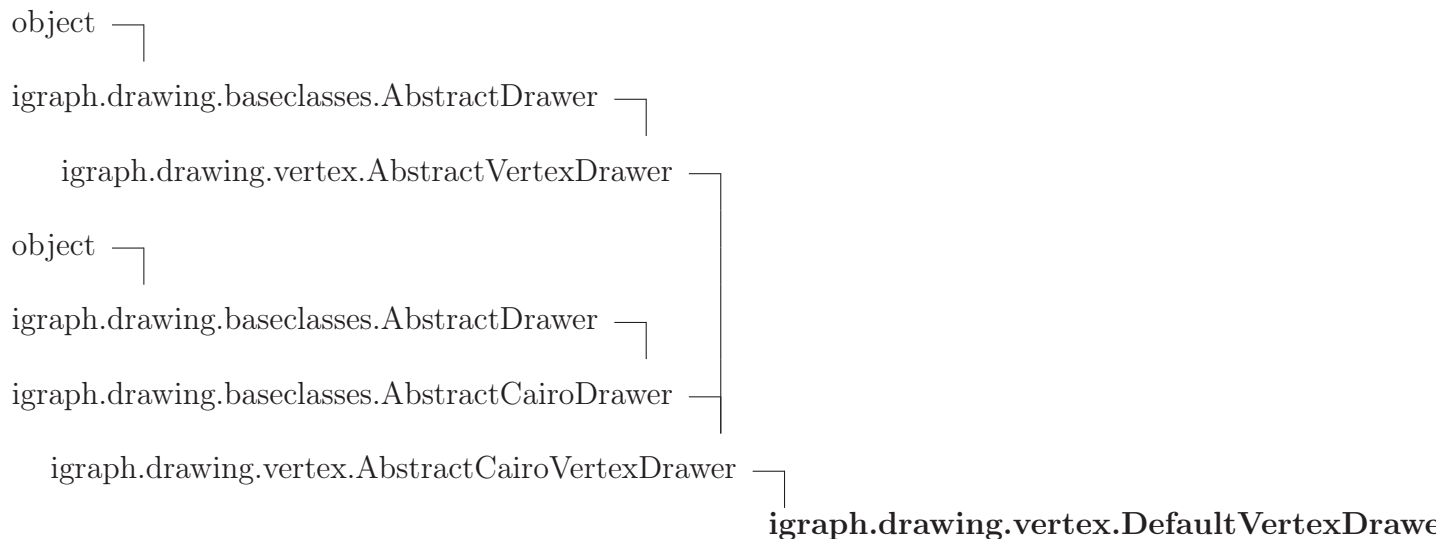 object
igraph.drawing.baseclasses.AbstractDrawer
igraph.drawing.vertex.AbstractVertexDrawer
object
igraph.drawing.baseclasses.AbstractDrawer
igraph.drawing.baseclasses.AbstractCairoDrawer
igraph.drawing.vertex.AbstractCairoVertexDrawer
igraph.drawing.vertex.DefaultVertexDrawe